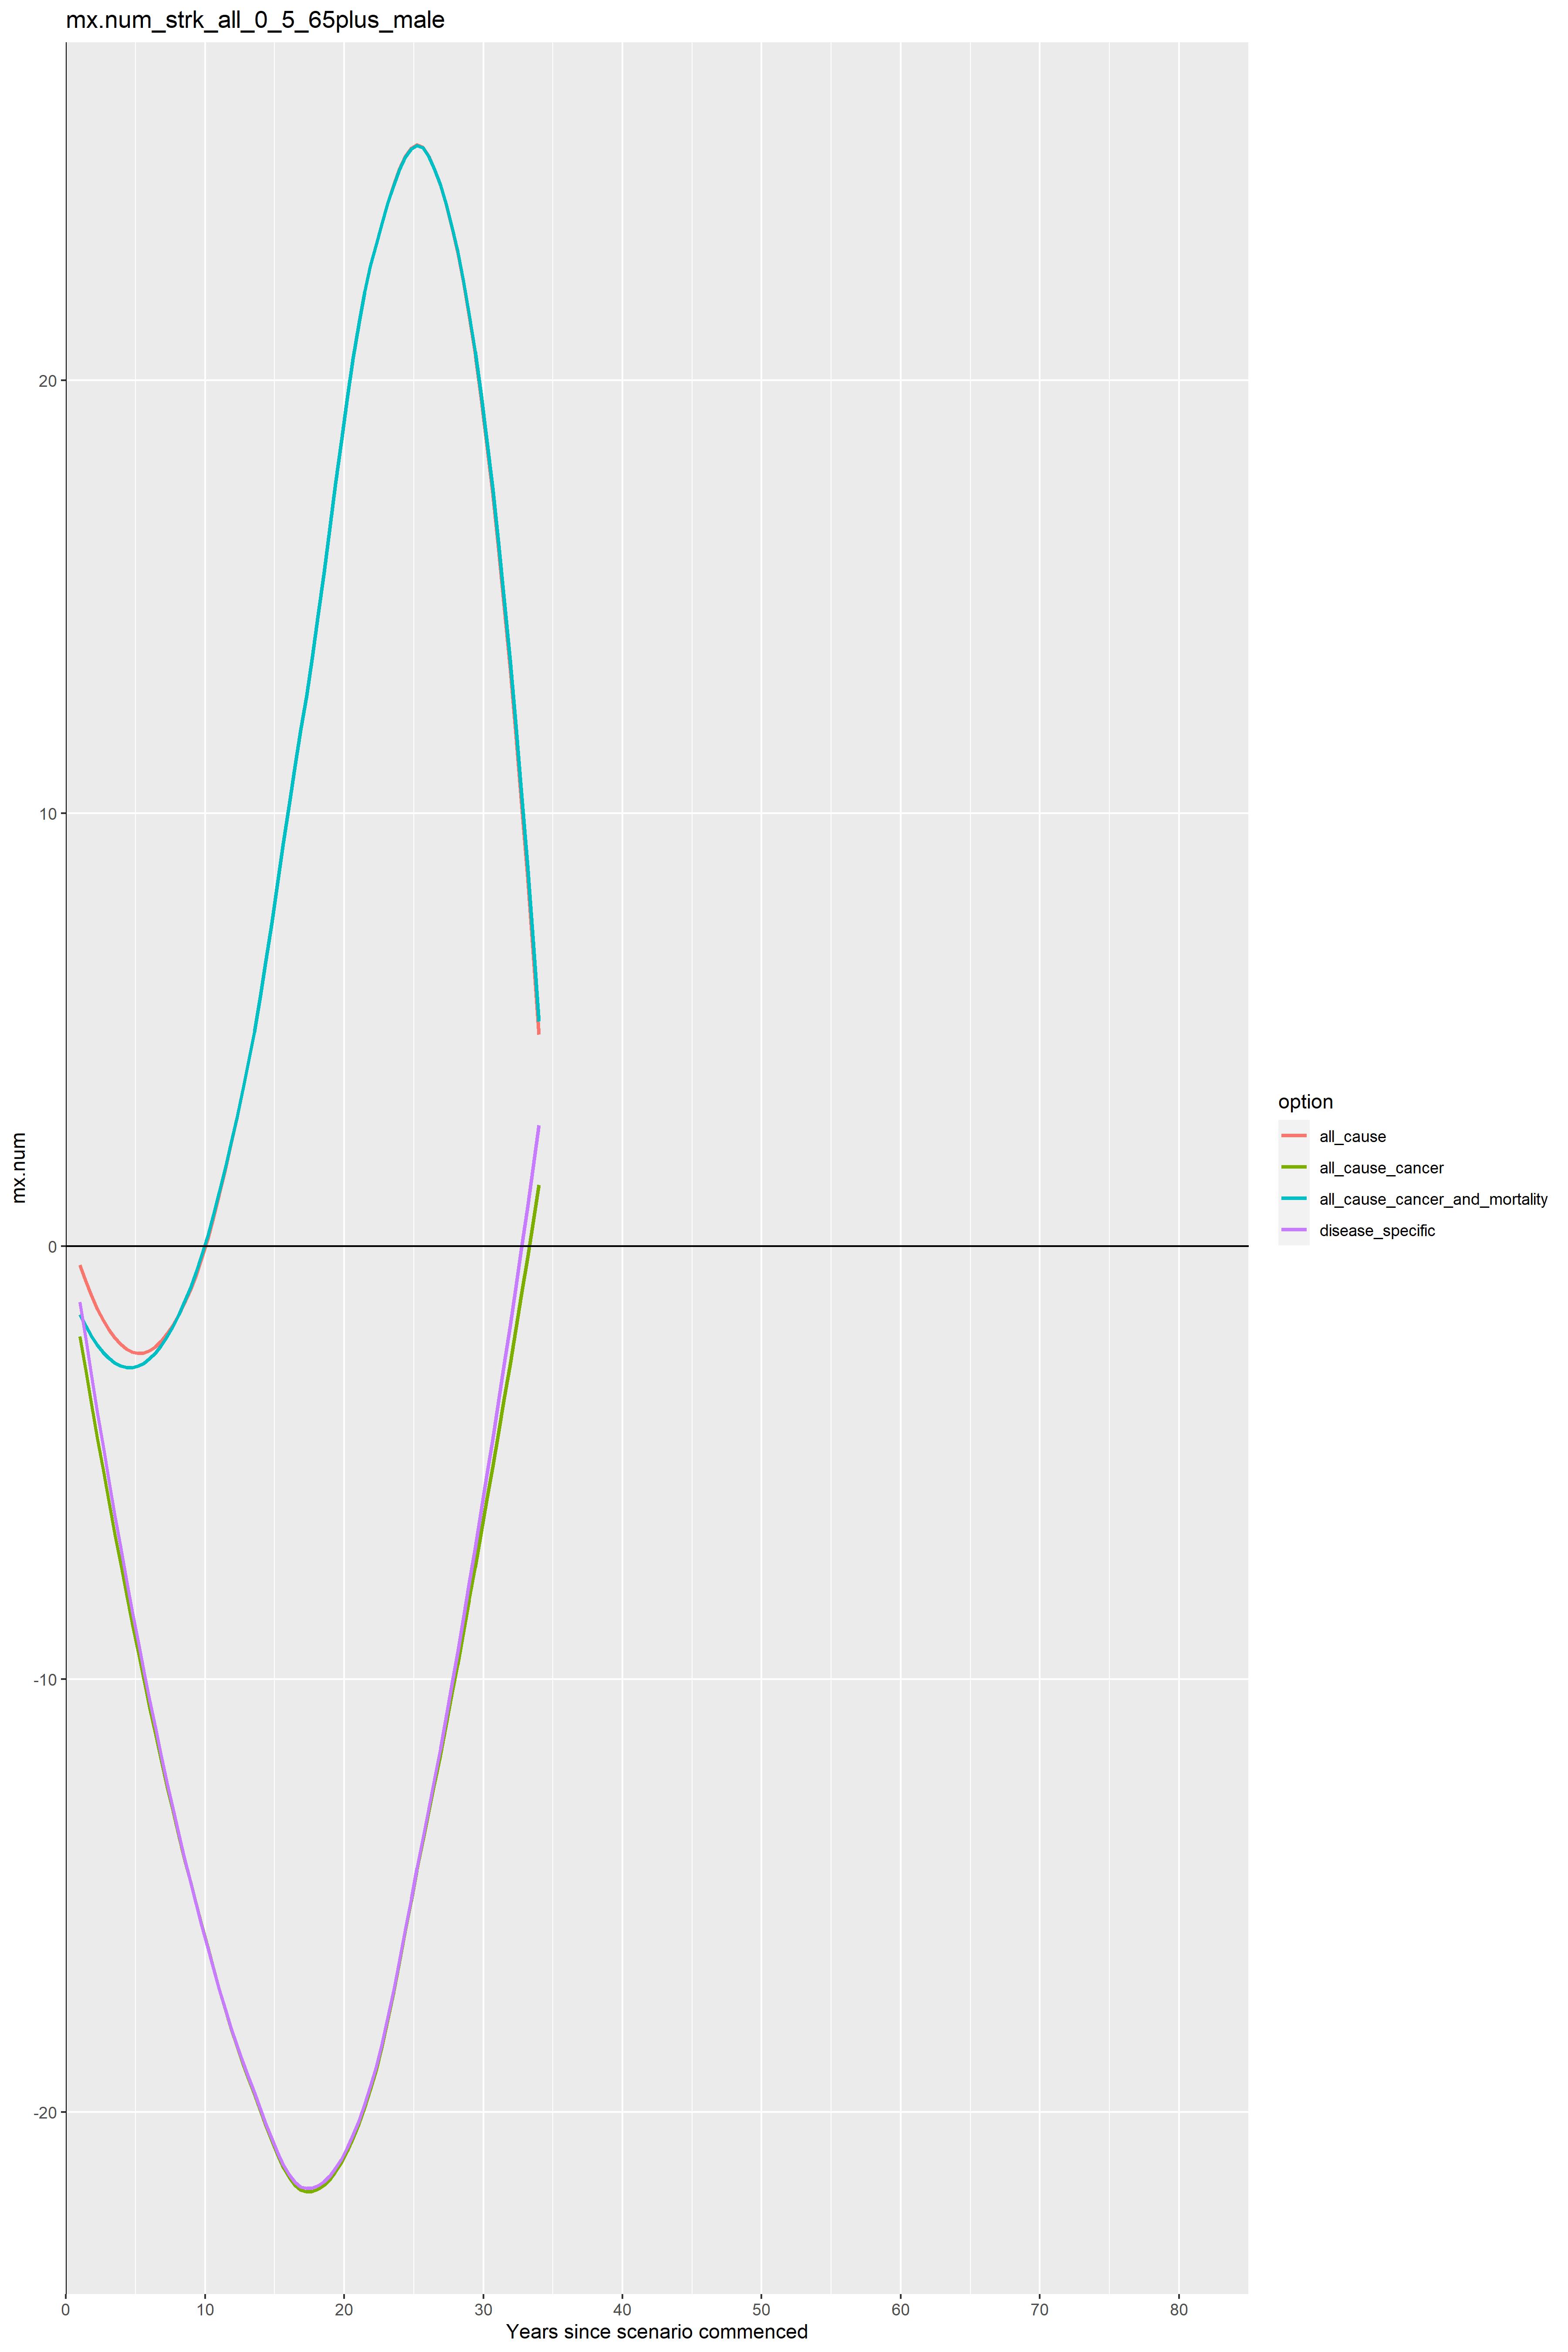 mx.num_strk_all_0_5_65plus_male
20
10
0
-10
-20
mx.num
0 10 20 30 40 50 60 70 80
Years since scenario commenced
option
all_cause
all_cause_cancer
all_cause_cancer_and_mortality
disease_specific